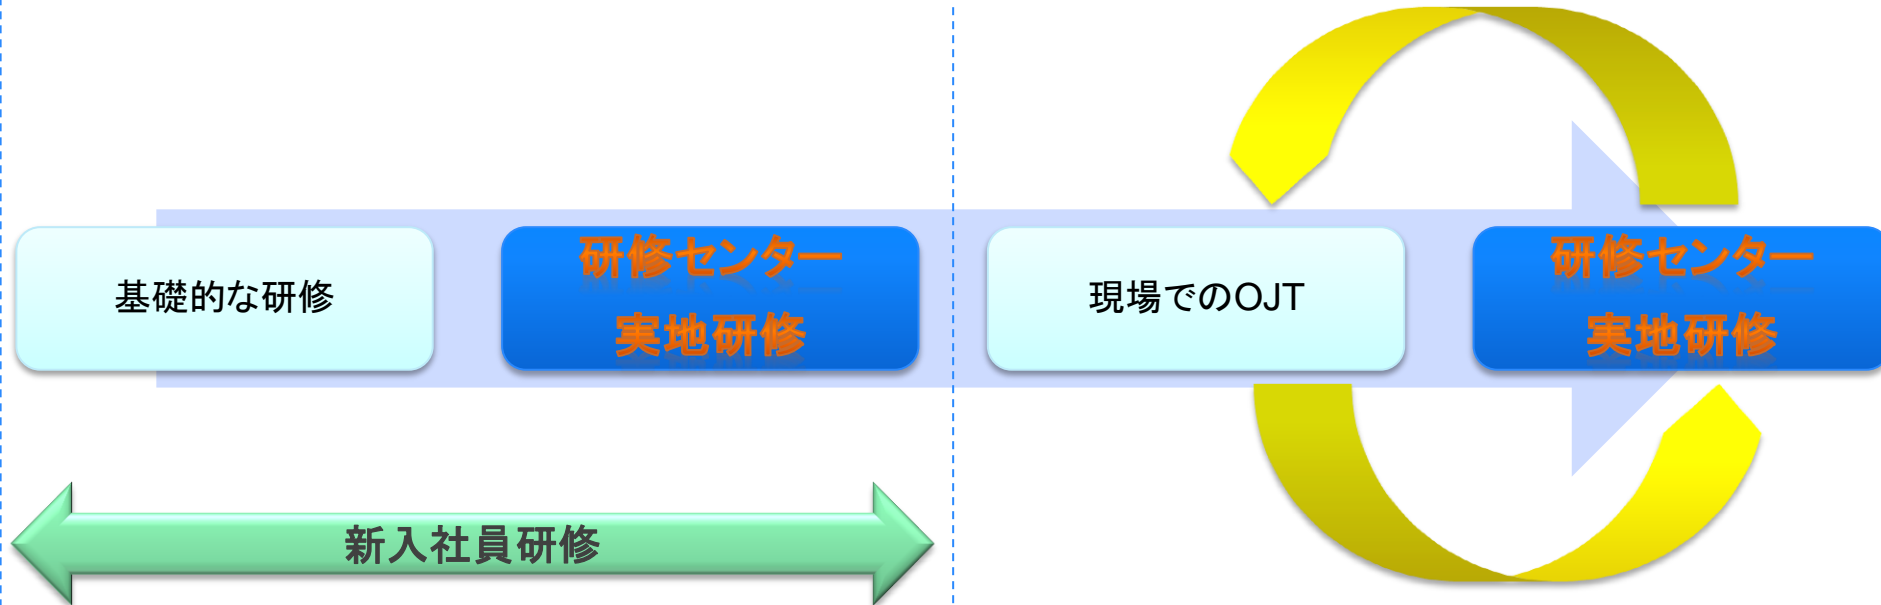 基礎的な研修
研修センター
実地研修
現場でのOJT
研修センター
実地研修
新入社員研修